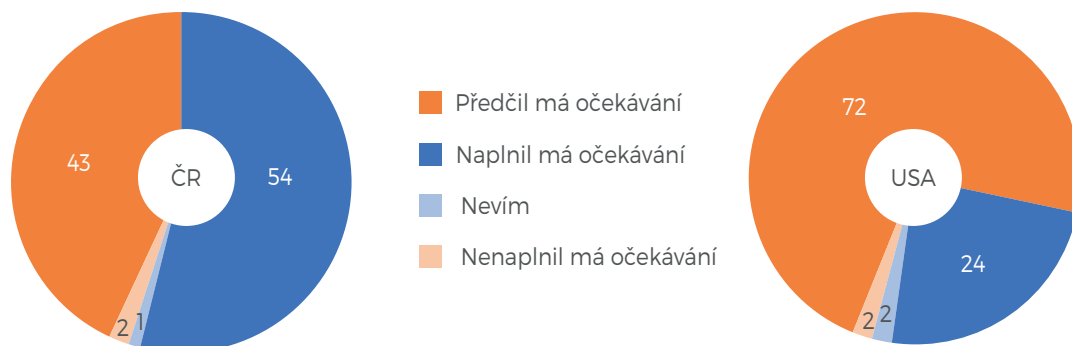 43
ČR
54
2
1
Předčil má očekávání
Naplnil má očekávání
Nevím
Nenaplnil má očekávání
72
USA
24
2
2